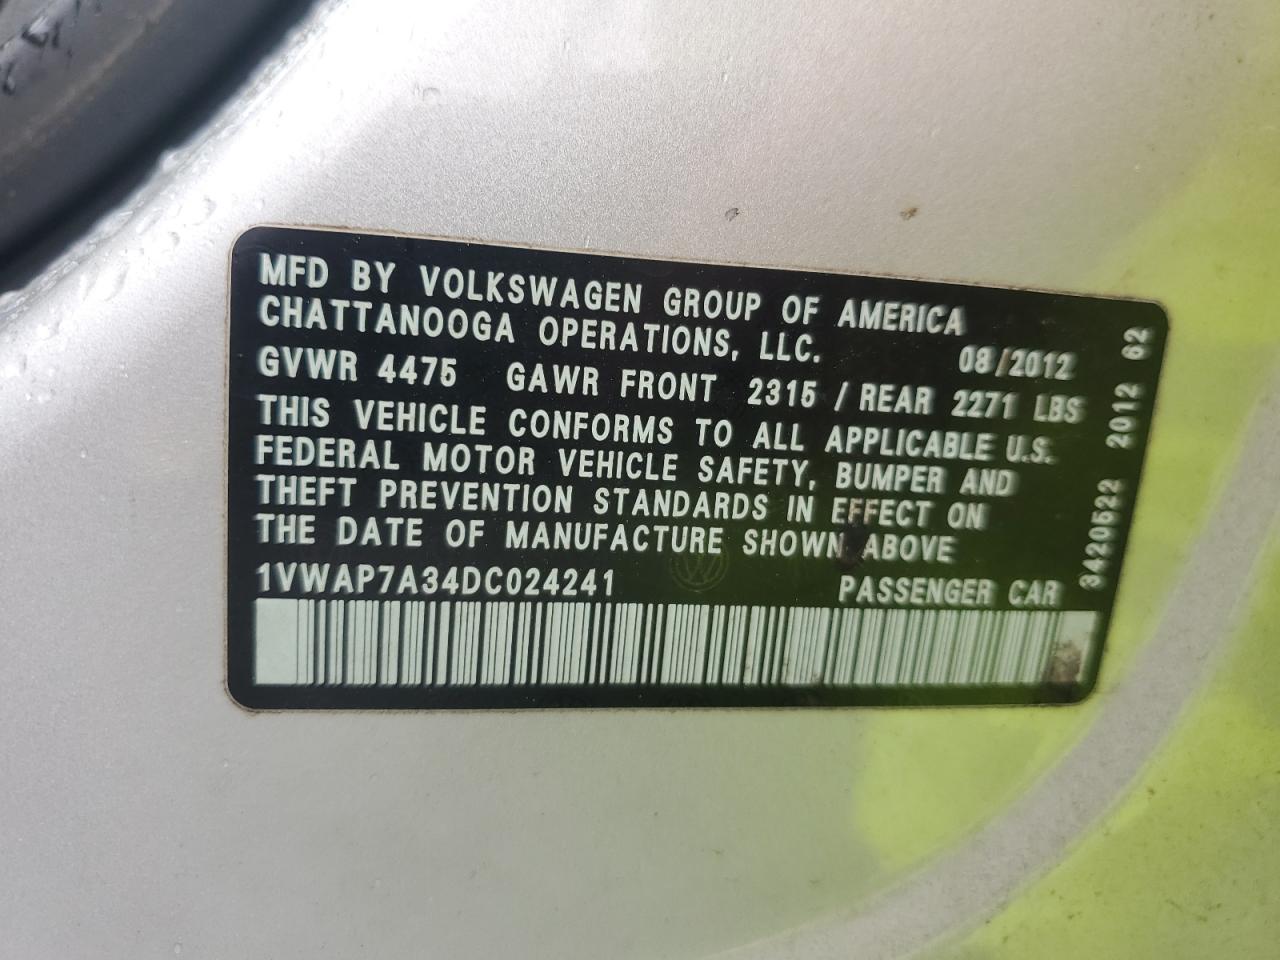 MFD BY VOLKSWAGEN GROUP OF AMERICA
CHATTANOOGA OPERATIONS, LLC. 08/2012
GVWR 4475 GAWR FRONT 2315 / REAR 2271 LBS
THIS VEHICLE CONFORMS TO ALL APPLICABLE U.S.
FEDERAL MOTOR VEHICLE SAFETY, BUMPER AND
THEFT PREVENTION STANDARDS IN EFFECT ON
THE DATE OF MANUFACTURE SHOWN ABOVE
1VWAP7A34DC024241 PASSENGER CAR
3420522 2012 62